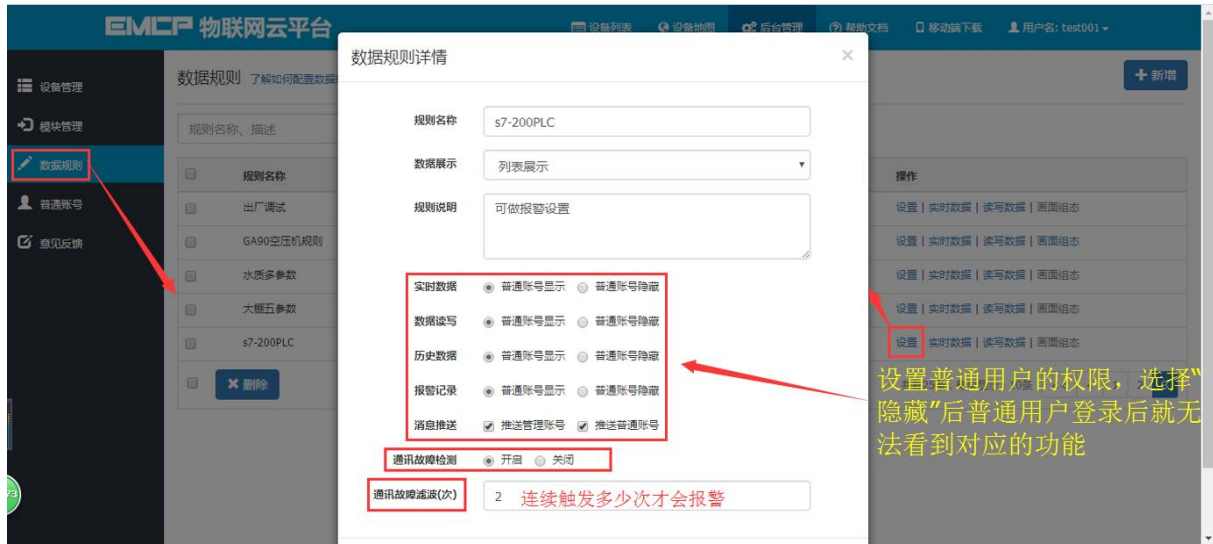 EMCP 物联网云平台
设备列表 设备地图 后台管理 帮助文档 移动端下载 用户名: test001
设备管理
模块管理
数据规则
普通账号
意见反馈
数据规则 了解如何配置数据
新增
规则名称、描述
规则名称 操作
出厂调试 设置 | 实时数据 | 读写数据 | 画面组态
GA90空压机规则 设置 | 实时数据 | 读写数据 | 画面组态
水质多参数 设置 | 实时数据 | 读写数据 | 画面组态
大棚五参数 设置 | 实时数据 | 读写数据 | 画面组态
s7-200PLC 设置 实时数据 | 读写数据 | 画面组态
删除
数据规则详情 ×
规则名称 s7-200PLC
数据展示 列表展示
规则说明 可做报警设置
实时数据 普通账号显示 普通账号隐藏
数据读写 普通账号显示 普通账号隐藏
历史数据 普通账号显示 普通账号隐藏
报警记录 普通账号显示 普通账号隐藏
消息推送 推送管理账号 推送普通账号
通讯故障检测 开启 关闭
通讯故障滤波(次) 2 连续触发多少次才会报警
设置普通用户的权限，选择“
隐藏”后普通用户登录后就无
法看到对应的功能